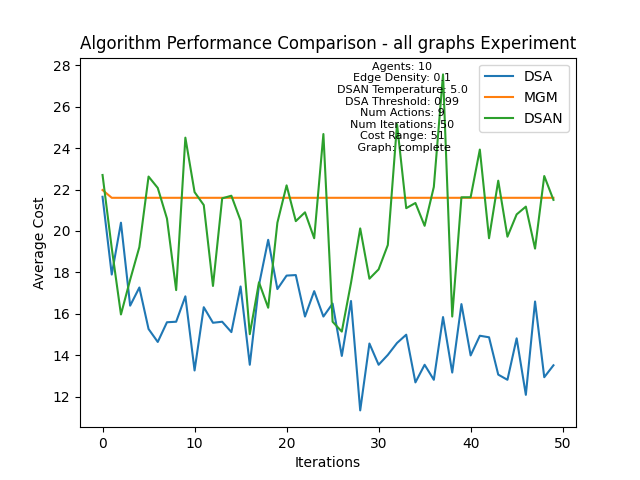 Algorithm Performance Comparison - all graphs Experiment
Agents: 10
Edge Density: 0.1
DSAN Temperature: 5.0
DSA Threshold: 0.99
Num Actions: 9
Num Iterations: 50
Cost Range: 51
Graph: complete
DSA
MGM
DSAN
Average Cost
28
26
24
22
20
18
16
14
12
0
10
20
30
40
50
Iterations